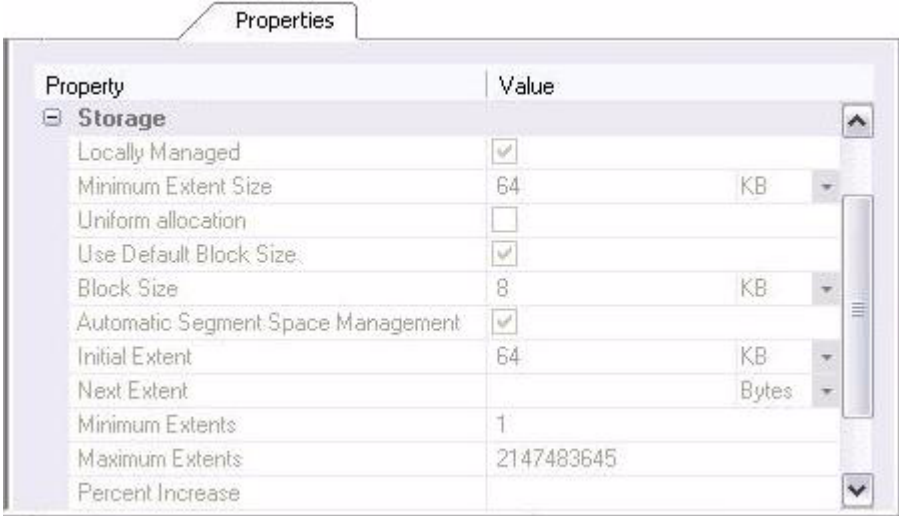 Properties
Property Value
Storage
Locally Managed
Minimum Extent Size 64 KB
Uniform allocation
Use Default Block Size
Block Size 8 KB
Automatic Segment Space Management
Initial Extent 64 KB
Next Extent Bytes
Minimum Extents 1
Maximum Extents 2147483645
Percent Increase